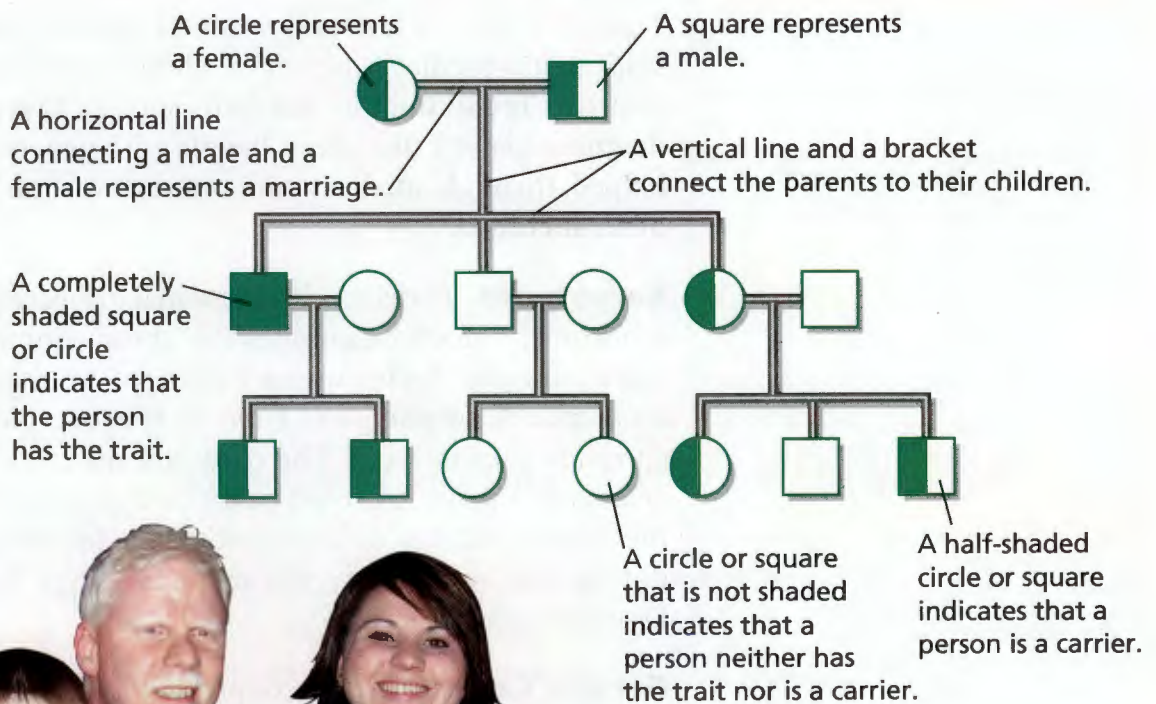 A circle represents
a female.
A square represents
a male.
A horizontal line
connecting a male and a
female represents a marriage.
A vertical line and a bracket
connect the parents to their children.
A completely
shaded square
or circle
indicates that
the person
has the trait.
A circle or square
that is not shaded
indicates that a
person neither has
the trait nor is a carrier.
A half-shaded
circle or square
indicates that a
person is a carrier.